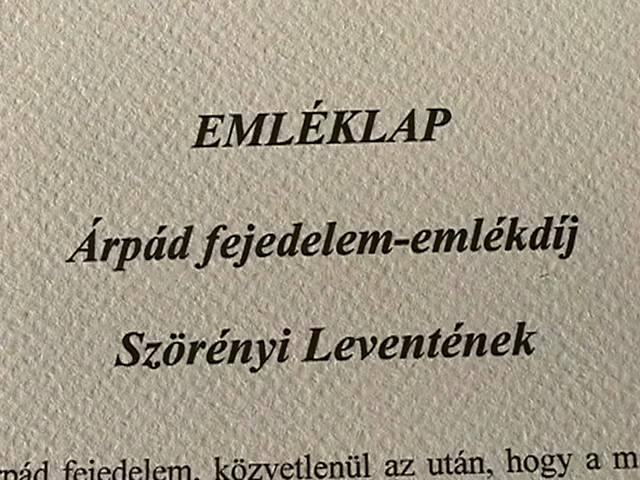 EMLÉKLAP
Árpád fejedelem-emlékdíj
Szörényi Leventének
fejedelem, közvetlenül az után, hogy a